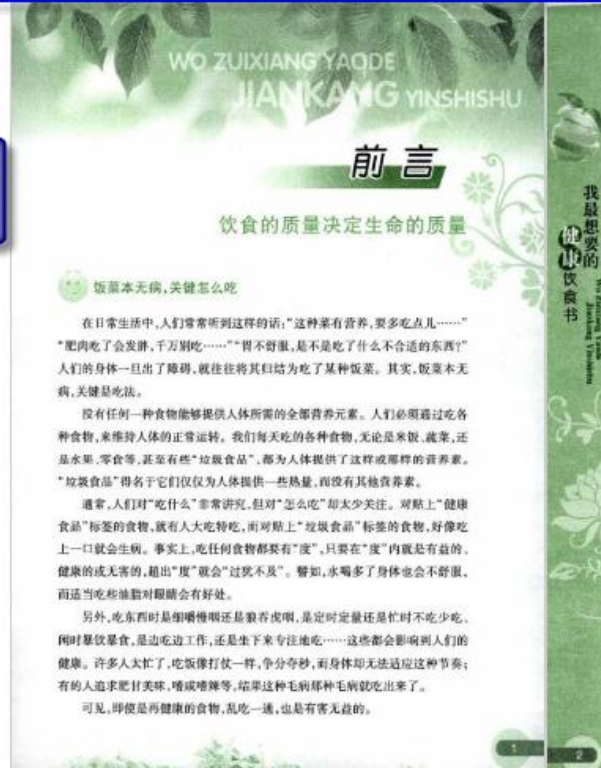 WO ZUIXIANG YAODE
JIANKANG YINSHISHU
前言
饮食的质量决定生命的质量
饭菜本无病,关键怎么吃
在日常生活中,人们常常听到这样的话:“这种菜有营养,要多吃点儿……”
“肥肉吃了会发胖,千万别吃……”“胃不舒服,是不是吃了什么不合适的东西?”
人们的身体一旦出了障碍,就往往将其归结为吃了某种饭菜。其实,饭菜本无
病,关键是吃法。
没有任何一种食物能够提供人体所需的全部营养元素。人们必须通过吃各
种食物,来维持人体的正常运转。我们每天吃的各种食物,无论是米饭、蔬菜,还
是水果、零食等,甚至有些“垃圾食品”,都为人体提供了这样或那样的营养素。
“垃圾食品”得名于它们仅仅为人体提供一些热量,而没有其他营养素。
通常,人们对“吃什么”非常讲究,但对“怎么吃”却太少关注。对贴上“健康
食品”标签的食物,就有人大吃特吃,而对贴上“垃圾食品”标签的食物,好像吃
上一口就会生病。事实上,吃任何食物都要有“度”,只要在“度”内就是有益的、
健康的或无害的,超出“度”就会“过犹不及”。譬如,水喝多了身体也会不舒服,
而适当吃些油脂对眼睛会有好处。
另外,吃东西时是细嚼慢咽还是狼吞虎咽,是定时定量还是忙时不吃少吃、
闲时暴饮暴食,是边吃边工作,还是坐下来专注地吃……这些都会影响到人们的
健康。许多人太忙了,吃饭像打仗一样,争分夺秒,而身体却无法适应这种节奏;
有的人追求肥甘美味,嗜咸嗜辣等,结果这种毛病那种毛病就吃出来了。
可见,即使是再健康的食物,乱吃一通,也是有害无益的。
1
我最想要的
健康饮食书
Wo Zuixiang Yaode
Jiankang Yinshishu
2